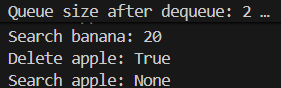 Queue size after dequeue: 2 …
Search banana: 20
Delete apple: True
Search apple: None